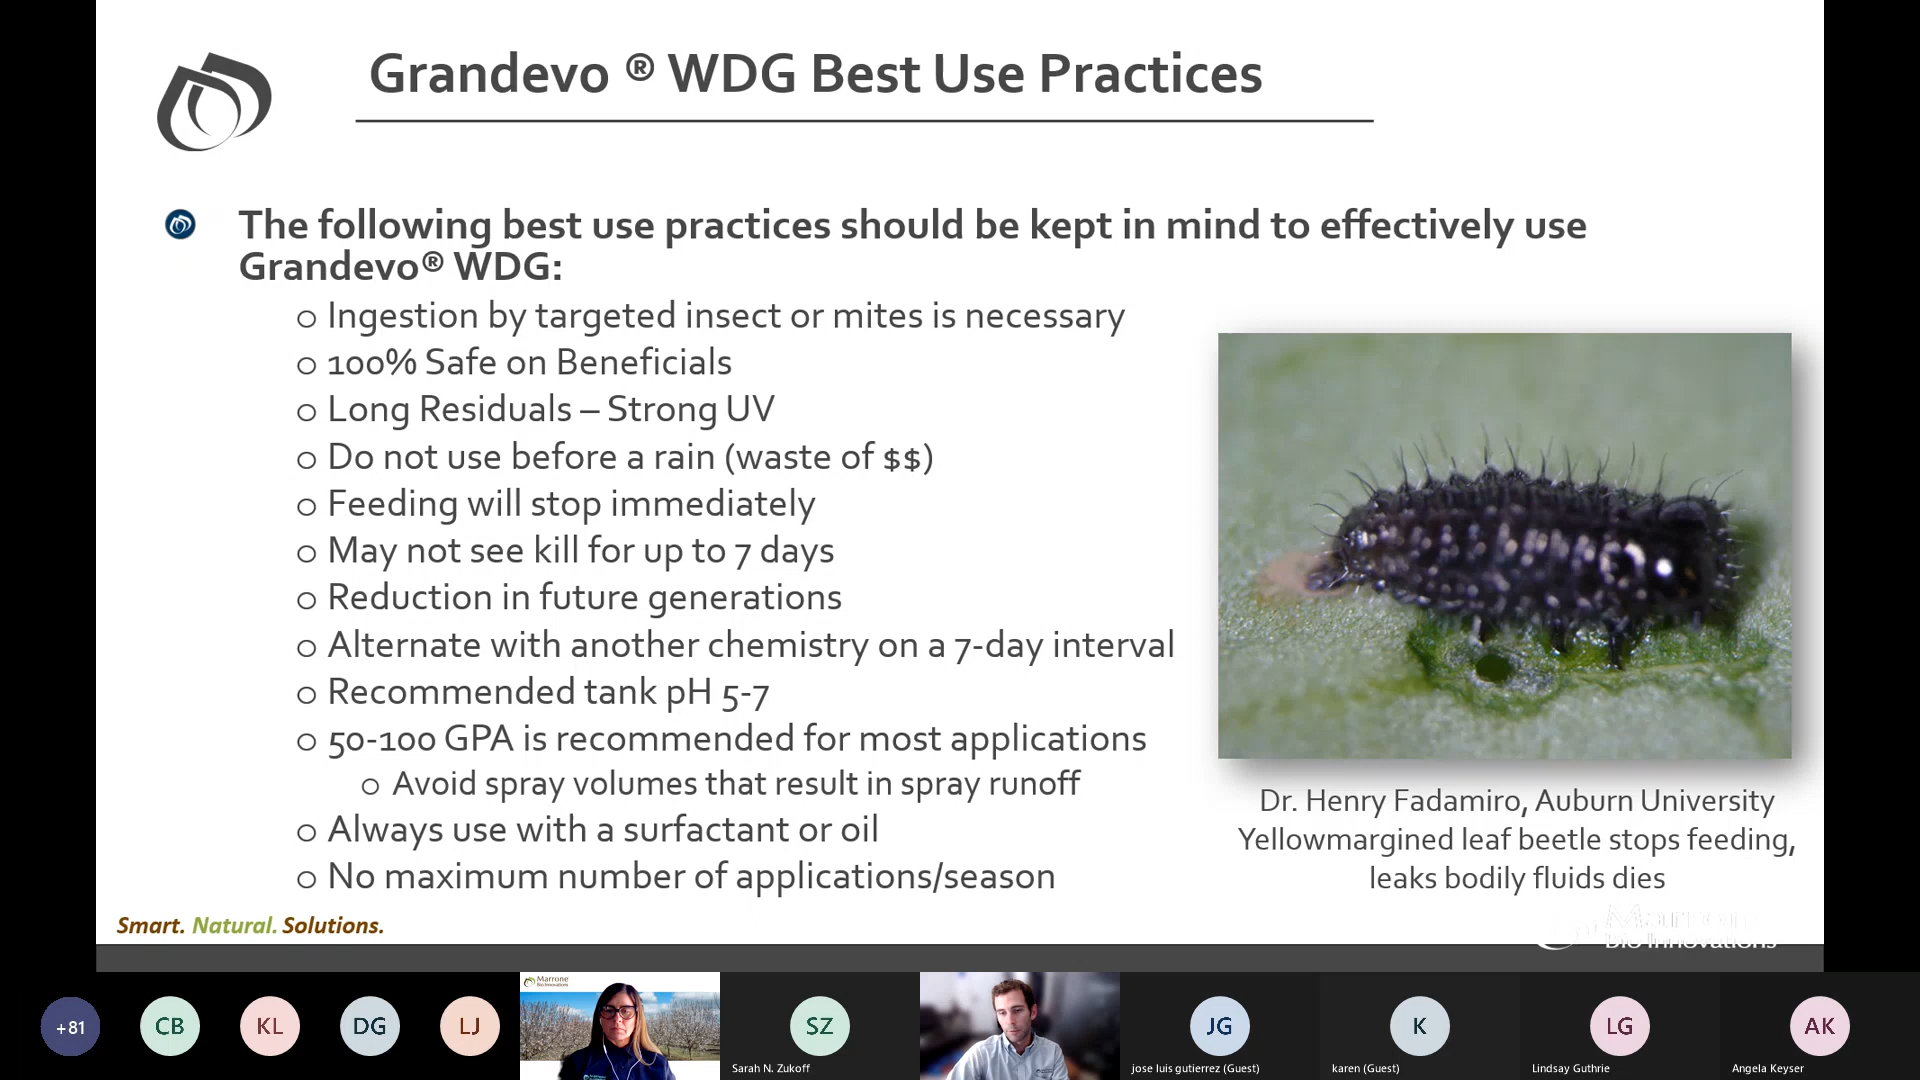 Grandevo ® WDG Best Use Practices
The following best use practices should be kept in mind to effectively use
Grandevo® WDG:
o Ingestion by targeted insect or mites is necessary
o 100% Safe on Beneficials
o Long Residuals – Strong UV
o Do not use before a rain (waste of $$)
o Feeding will stop immediately
o May not see kill for up to 7 days
o Reduction in future generations
o Alternate with another chemistry on a 7-day interval
o Recommended tank pH 5-7
o 50-100 GPA is recommended for most applications
o Avoid spray volumes that result in spray runoff
o Always use with a surfactant or oil
o No maximum number of applications/season
Dr. Henry Fadamiro, Auburn University
Yellowmargined leaf beetle stops feeding,
leaks bodily fluids dies
Smart. Natural. Solutions.
Marrone
Bio Innovations
+81
CB
KL
DG
LJ
Marrone
Bio Innovations
SZ
Sarah N. Zukoff
JG
jose luis gutierrez (Guest)
K
karen (Guest)
LG
Lindsay Guthrie
AK
Angela Keyser